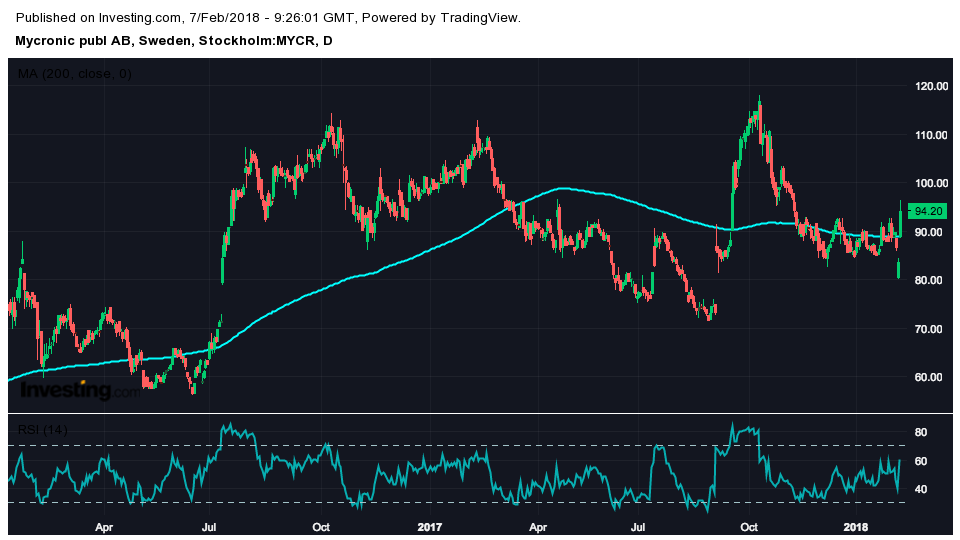 Published on Investing.com, 7/Feb/2018 - 9:26:01 GMT, Powered by TradingView.
Mycronic publ AB, Sweden, Stockholm:MYCR, D
MA (200, close, 0)
120.00
110.00
100.00
94.20
90.00
80.00
70.00
60.00
Investing.com
RSI (14)
80
60
40
Apr Jul Oct 2017 Apr Jul Oct 2018